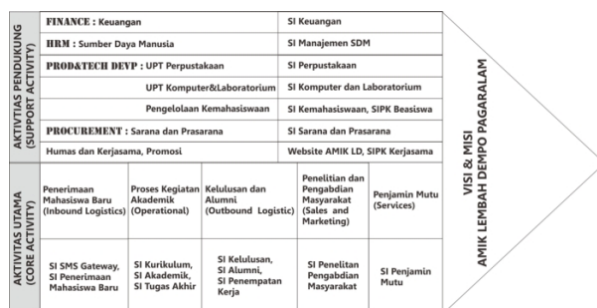 AKTIVTIAS PENDUKUNG
(SUPPORT ACTIVITY)
FINANCE : Keuangan
SI Keuangan
HRM : Sumber Daya Manusia
SI Manajemen SDM
PROD&TECH DEVP : UPT Perpustakaan
SI Perpustakaan
UPT Komputer&Laboratorium
SI Komputer dan Laboratorium
Pengelolaan Kemahasiswaan
SI Kemahasiswaan, SIPK Beasiswa
PROCUREMENT : Sarana dan Prasarana
SI Sarana dan Prasarana
Humas dan Kerjasama, Promosi
Website AMIK LD, SIPK Kerjasama
AKTIVITAS UTAMA
(CORE ACTIVITY)
Penerimaan
Mahasiswa Baru
(Inbound Logistics)
Proses Kegiatan
Akademik
(Operational)
Kelulusan dan
Alumni
(Outbound Logistic)
Penelitian dan
Pengabdian
Masyarakat
(Sales and
Marketing)
Penjamin Mutu
(Services)
SI SMS Gateway,
SI Penerimaan
Mahasiswa Baru
SI Kurikulum,
SI Akademik,
SI Tugas Akhir
SI Kelulusan,
SI Alumni,
SI Penempatan
Kerja
SI Penelitan
Pengabdian
Masyarakat
SI Penjamin
Mutu
VISI & MISI
AMIK LEMBAH DEMPO PAGARALAM